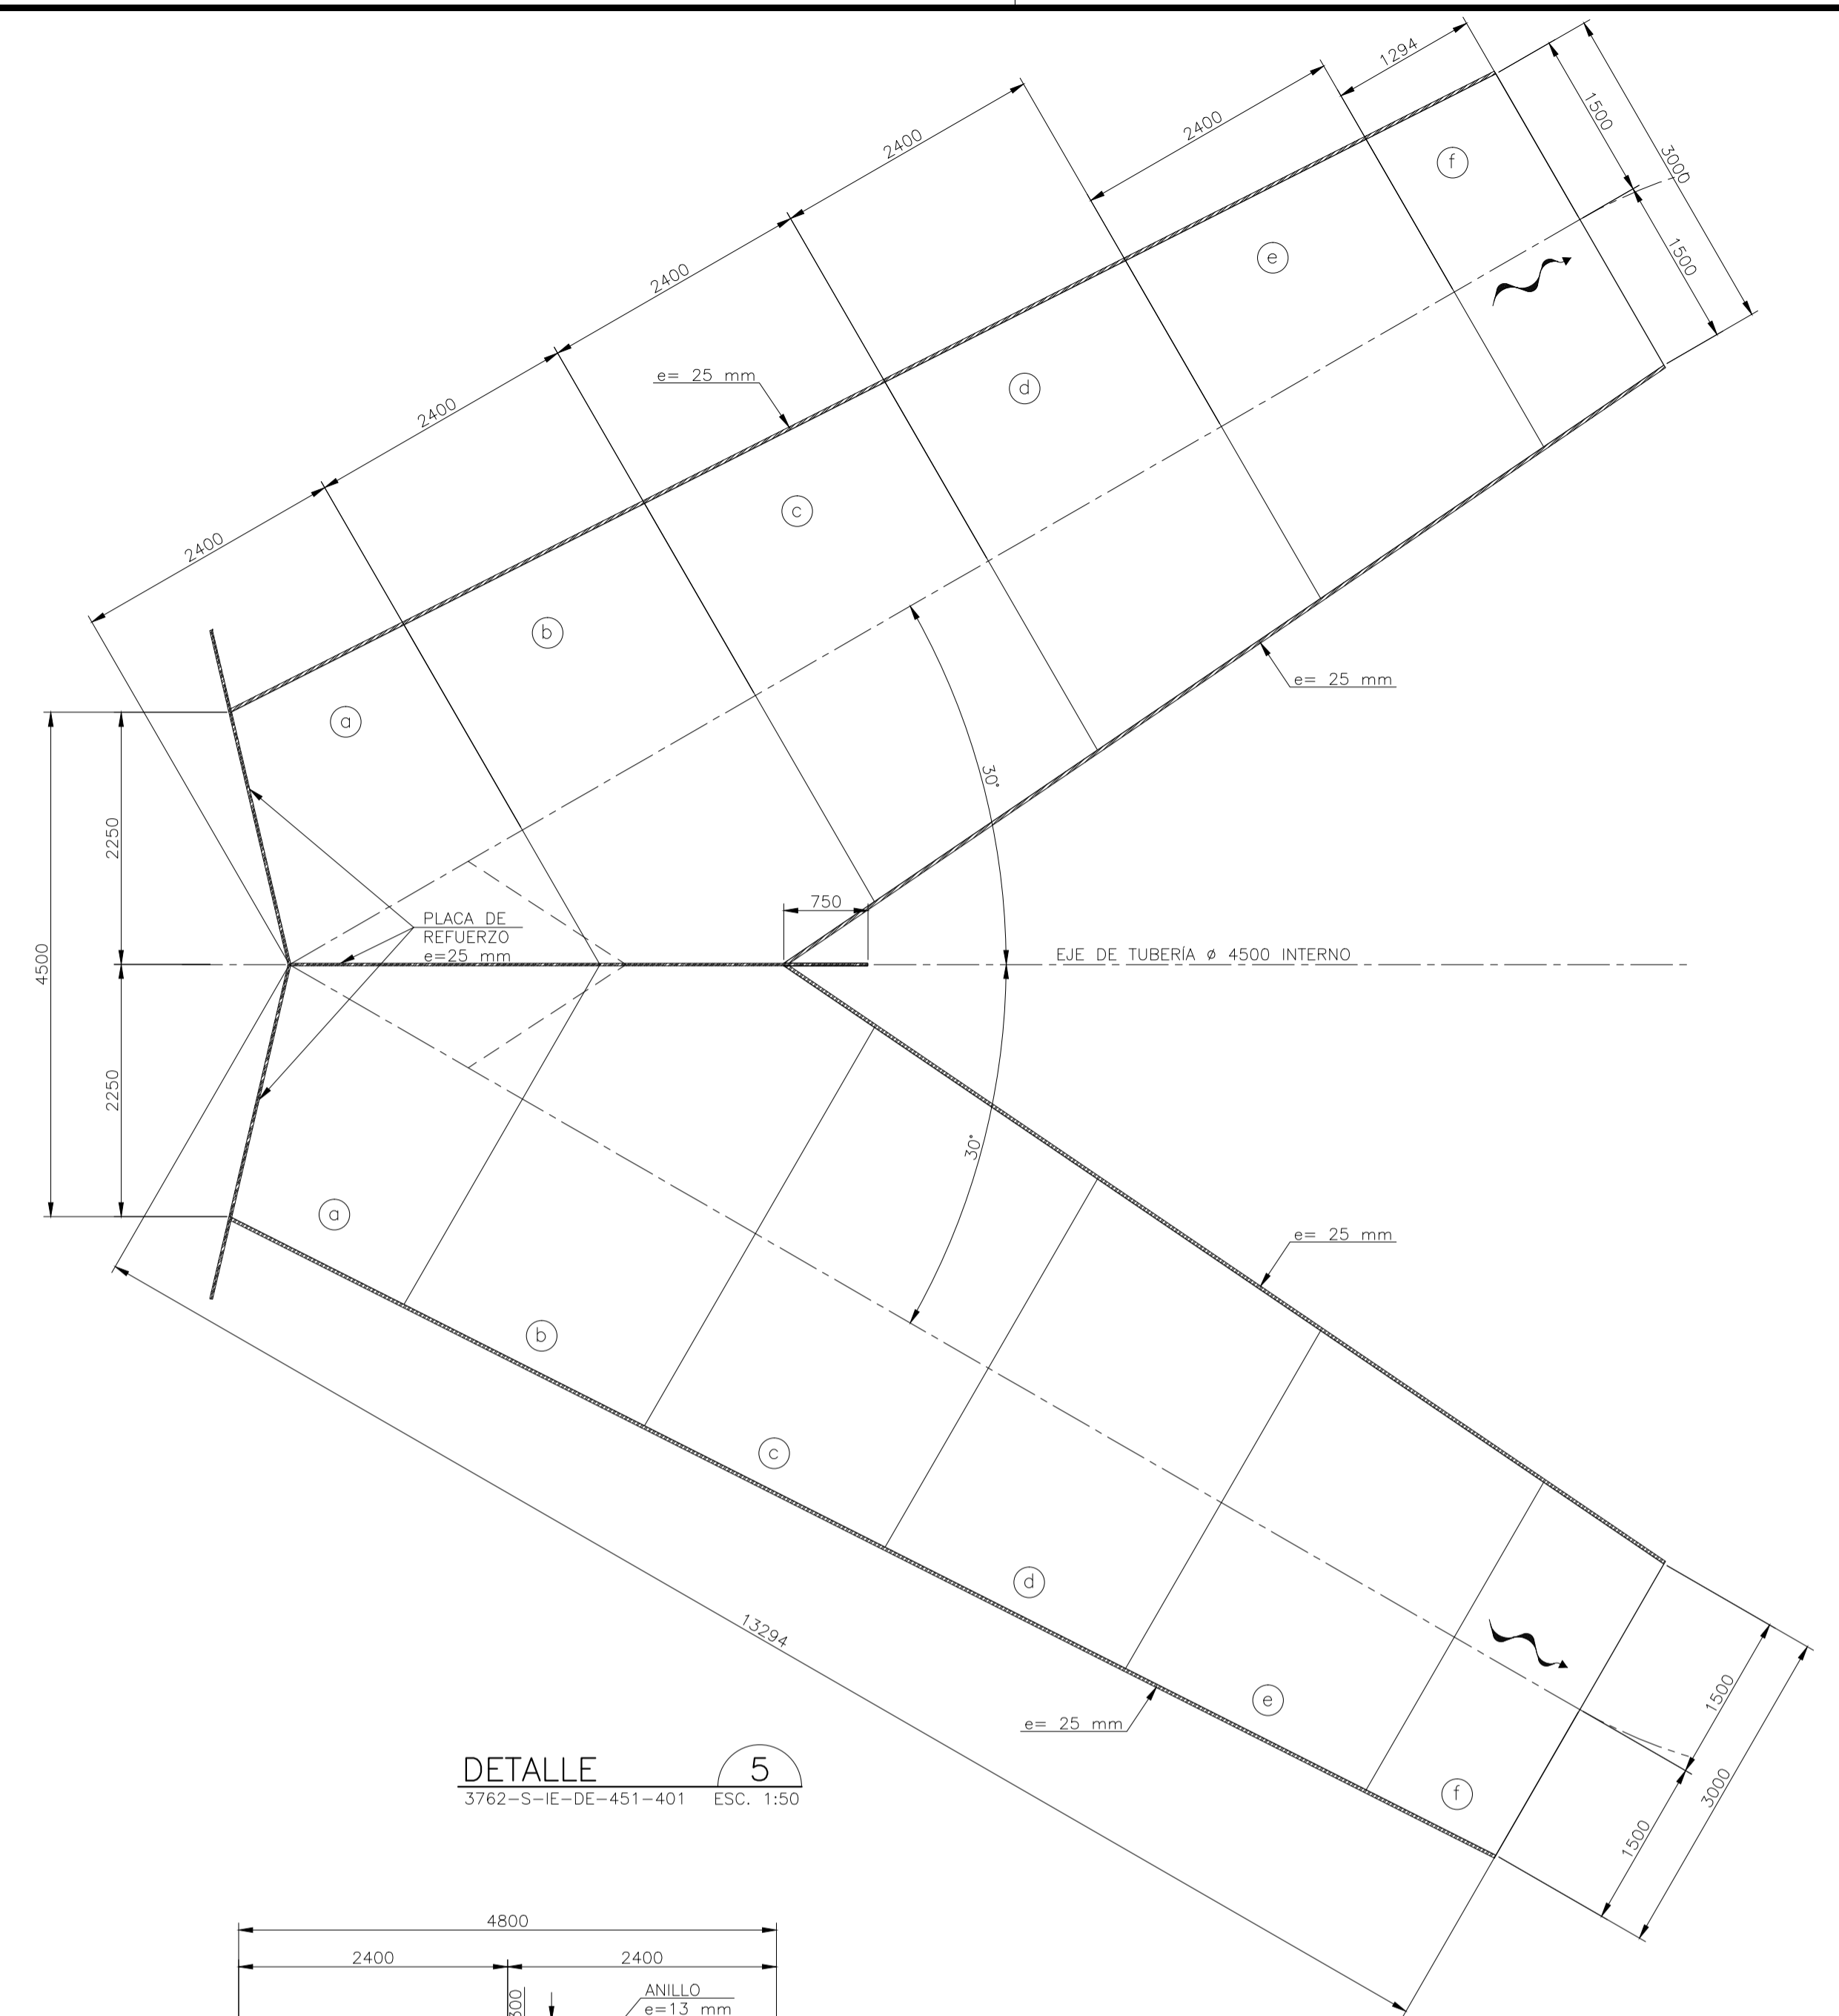 1294
2400
1500
3000
2400
f
2400
e
1500
2400
e= 25 mm
d
2400
c
2400
b
e= 25 mm
a
30°
2250
750
PLACA DE
REFUERZO
e=25 mm
4500
EJE DE TUBERÍA ø 4500 INTERNO
2250
30°
a
e= 25 mm
b
c
d
13294
e
1500
e= 25 mm
3000
DETALLE 5
3762-S-IE-DE-451-401 ESC. 1:50
f
1500
4800
2400 2400
ANILLO
e=13 mm